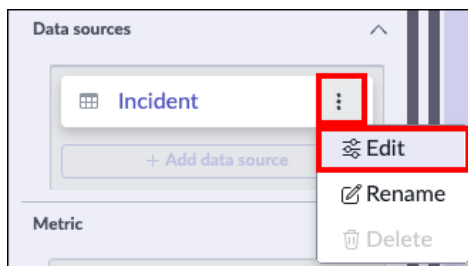 Data sources
Incident
Edit
+ Add data source
Rename
Metric
Delete